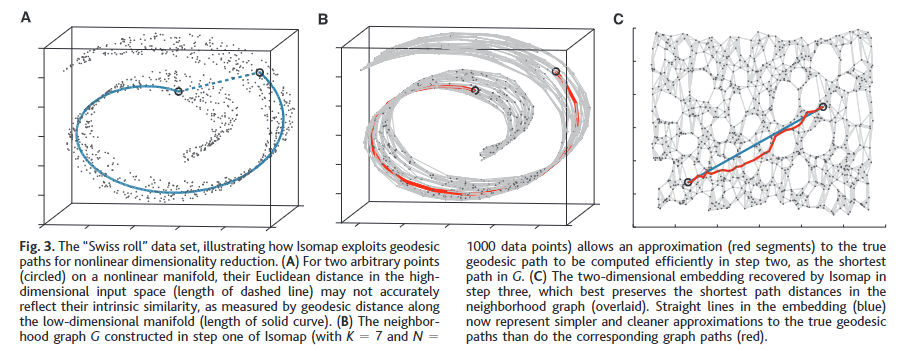 A
B
C
Fig. 3. The "Swiss roll" data set, illustrating how Isomap exploits geodesic
paths for nonlinear dimensionality reduction. (A) For two arbitrary points
(circled) on a nonlinear manifold, their Euclidean distance in the high-
dimensional input space (length of dashed line) may not accurately
reflect their intrinsic similarity, as measured by geodesic distance along
the low-dimensional manifold (length of solid curve). (B) The neighbor-
hood graph G constructed in step one of Isomap (with K = 7 and N =
1000 data points) allows an approximation (red segments) to the true
geodesic path to be computed efficiently in step two, as the shortest
path in G. (C) The two-dimensional embedding recovered by Isomap in
step three, which best preserves the shortest path distances in the
neighborhood graph (overlaid). Straight lines in the embedding (blue)
now represent simpler and cleaner approximations to the true geodesic
paths than do the corresponding graph paths (red).